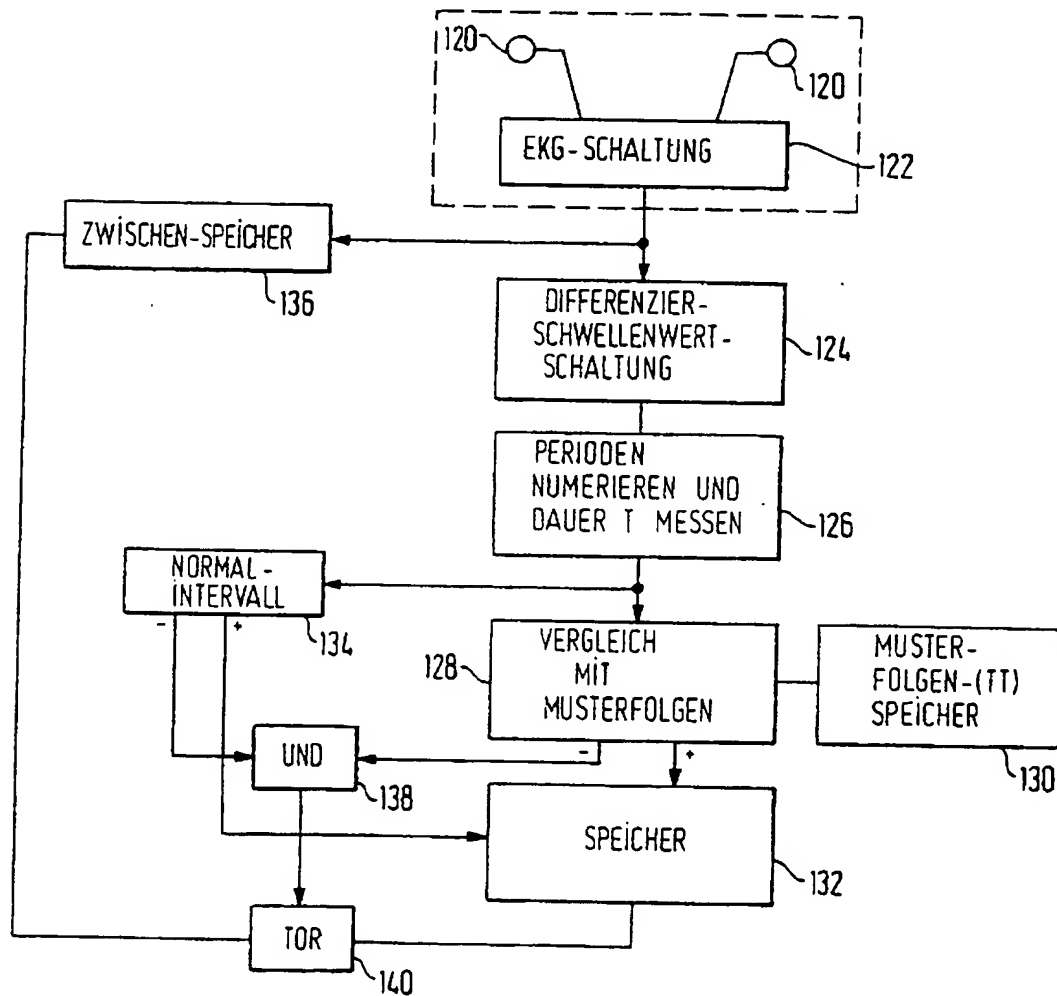 120
120
EKG-SCHALTUNG
122
ZWISCHEN-SPEICHER
136
DIFFERENZIER-
SCHWELLENWERT-
SCHALTUNG
124
PERIODEN
NUMERIEREN UND
DAUER T MESSEN
126
NORMAL-
INTERVALL
- +
134
128
VERGLEICH
MIT
MUSTERFOLGEN
- +
MUSTER-
FOLGEN-(TT)
SPEICHER
130
UND
138
SPEICHER
132
TOR
140